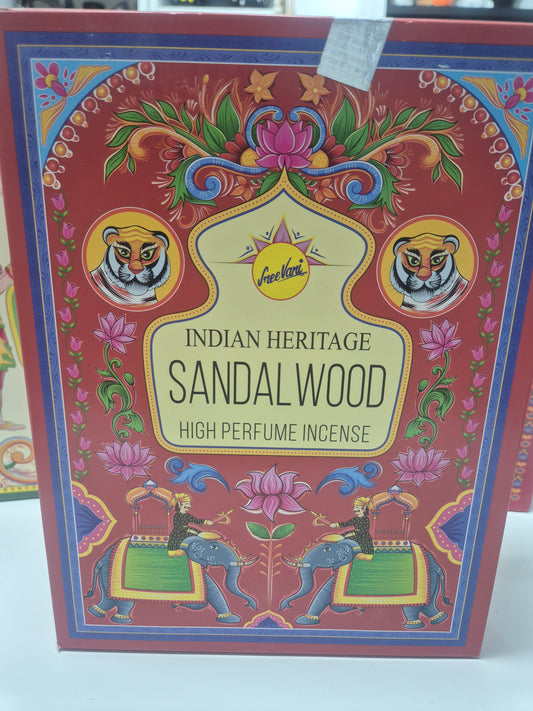 Sree Vani
INDIAN HERITAGE
SANDALWOOD
HIGH PERFUME INCENSE